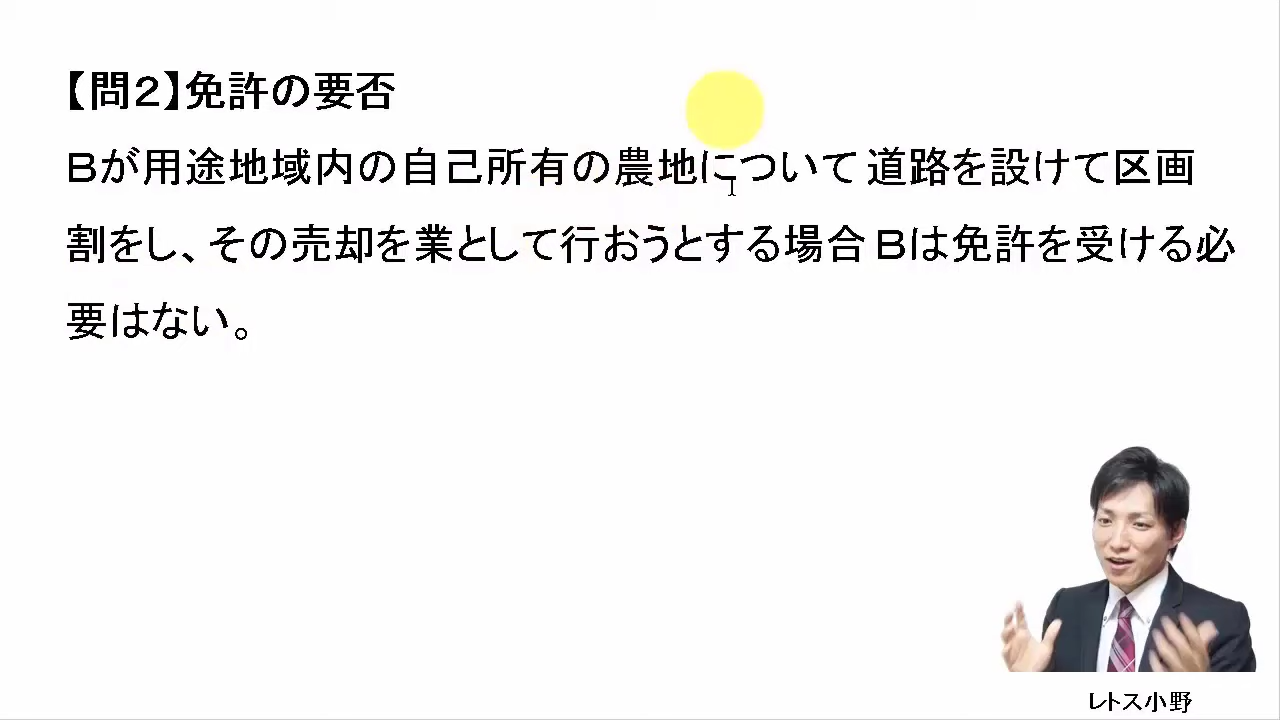 【問２】免許の要否
Ｂが用途地域内の自己所有の農地について道路を設けて区画
割をし、その売却を業として行おうとする場合Ｂは免許を受ける必
要はない。
レトス小野